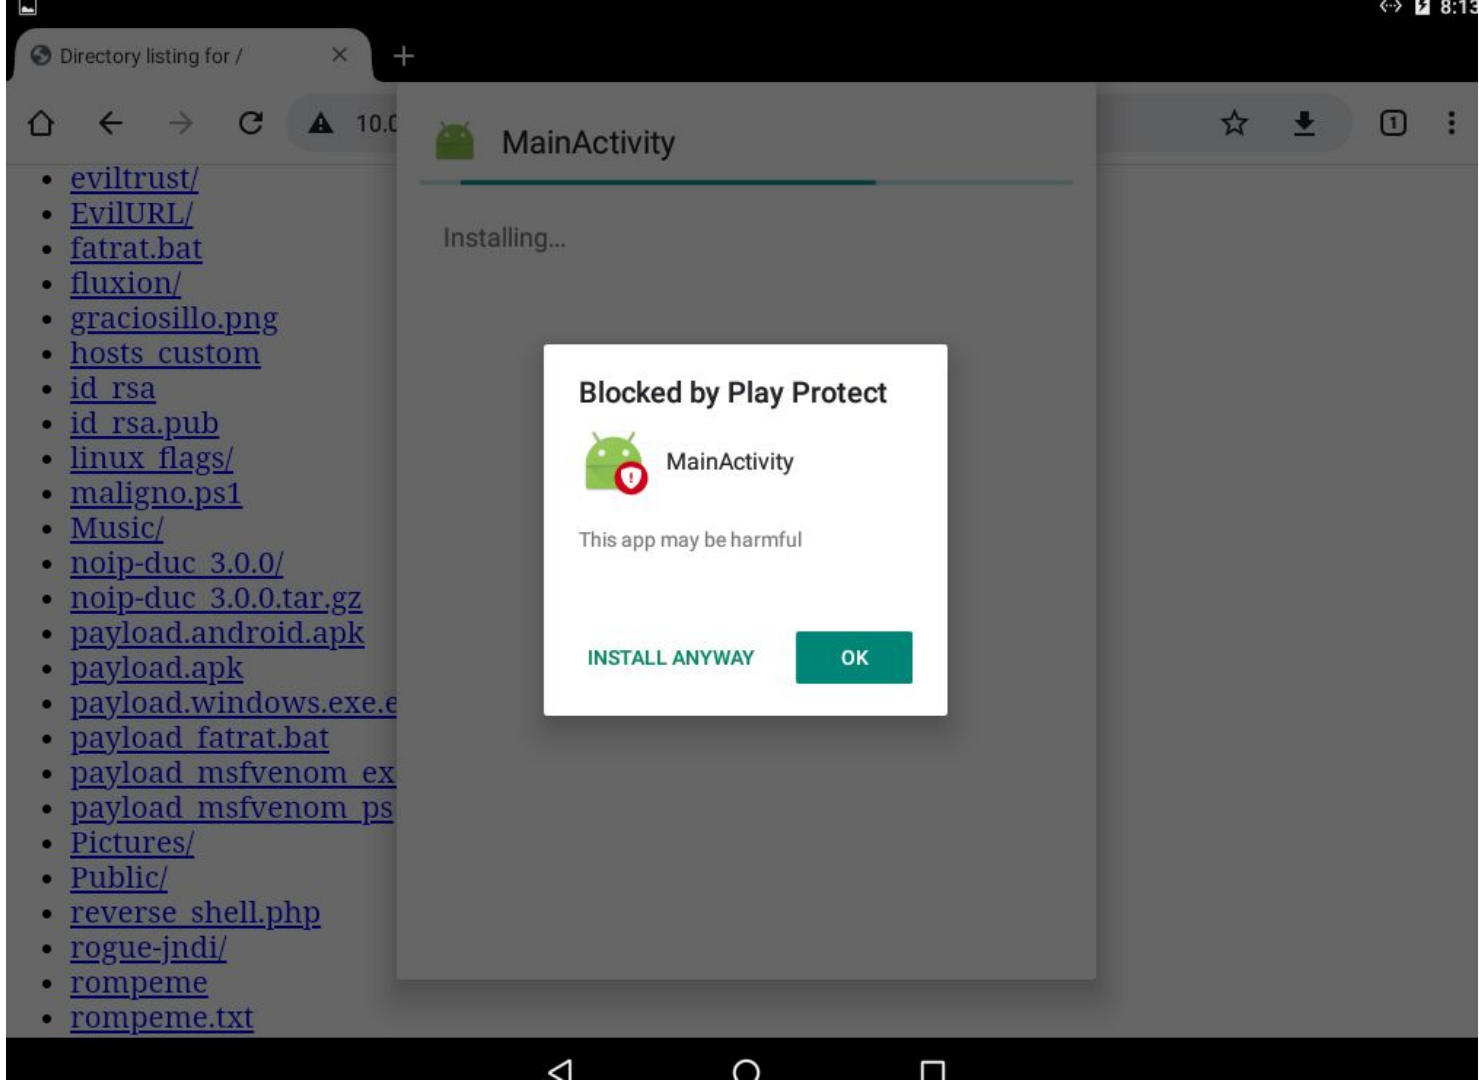 8:13
Directory listing for /
10.0
1
MainActivity
Installing...
eviltrust/
EvilURL/
fatrat.bat
fluxion/
graciosillo.png
hosts_custom
id_rsa
id_rsa.pub
linux_flags/
maligno.ps1
Music/
noip-duc_3.0.0/
noip-duc_3.0.0.tar.gz
payload.android.apk
payload.apk
payload.windows.exe.e
payload_fatrat.bat
payload_msfvenom_ex
payload_msfvenom_ps
Pictures/
Public/
reverse_shell.php
rogue-jndi/
rompeme
rompeme.txt
Blocked by Play Protect
MainActivity
This app may be harmful
INSTALL ANYWAY
OK